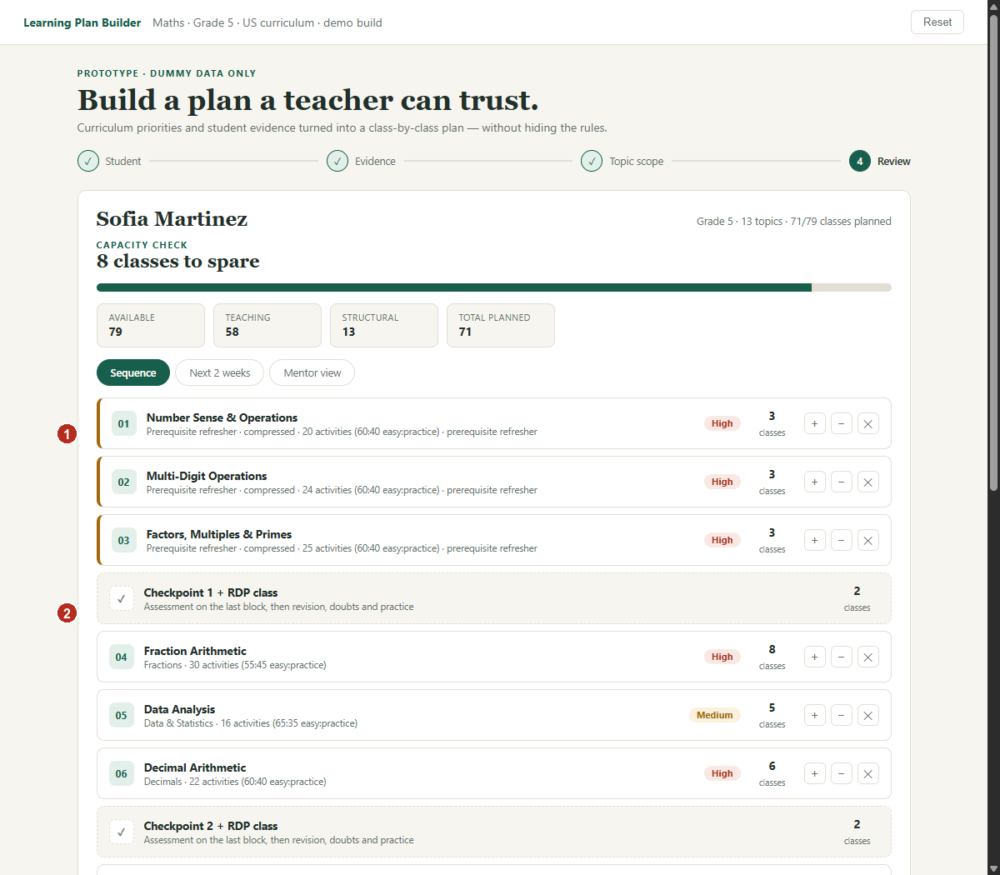 Learning Plan Builder Maths · Grade 5 · US curriculum · demo build
Reset
PROTOTYPE · DUMMY DATA ONLY
Build a plan a teacher can trust.
Curriculum priorities and student evidence turned into a class-by-class plan — without hiding the rules.
✓ Student ✓ Evidence ✓ Topic scope 4 Review
Sofia Martinez
Grade 5 · 13 topics · 71/79 classes planned
CAPACITY CHECK
8 classes to spare
AVAILABLE TEACHING STRUCTURAL TOTAL PLANNED
79 58 13 71
Sequence Next 2 weeks Mentor view
1
01 Number Sense & Operations High 3 classes + − ×
Prerequisite refresher · compressed · 20 activities (60:40 easy:practice) · prerequisite refresher
02 Multi-Digit Operations High 3 classes + − ×
Prerequisite refresher · compressed · 24 activities (60:40 easy:practice) · prerequisite refresher
03 Factors, Multiples & Primes High 3 classes + − ×
Prerequisite refresher · compressed · 25 activities (60:40 easy:practice) · prerequisite refresher
2
✓ Checkpoint 1 + RDP class 2 classes
Assessment on the last block, then revision, doubts and practice
04 Fraction Arithmetic High 8 classes + − ×
Fractions · 30 activities (55:45 easy:practice)
05 Data Analysis Medium 5 classes + − ×
Data & Statistics · 16 activities (65:35 easy:practice)
06 Decimal Arithmetic High 6 classes + − ×
Decimals · 22 activities (60:40 easy:practice)
✓ Checkpoint 2 + RDP class 2 classes
Assessment on the last block, then revision, doubts and practice